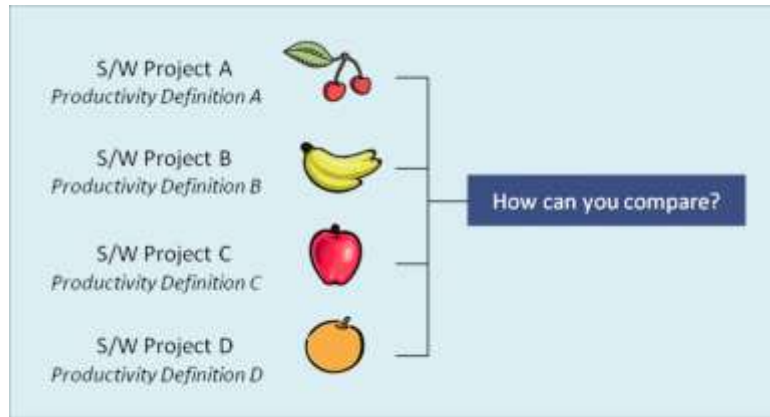 S/W Project A
Productivity Definition A
S/W Project B
Productivity Definition B
S/W Project C
Productivity Definition C
S/W Project D
Productivity Definition D
How can you compare?